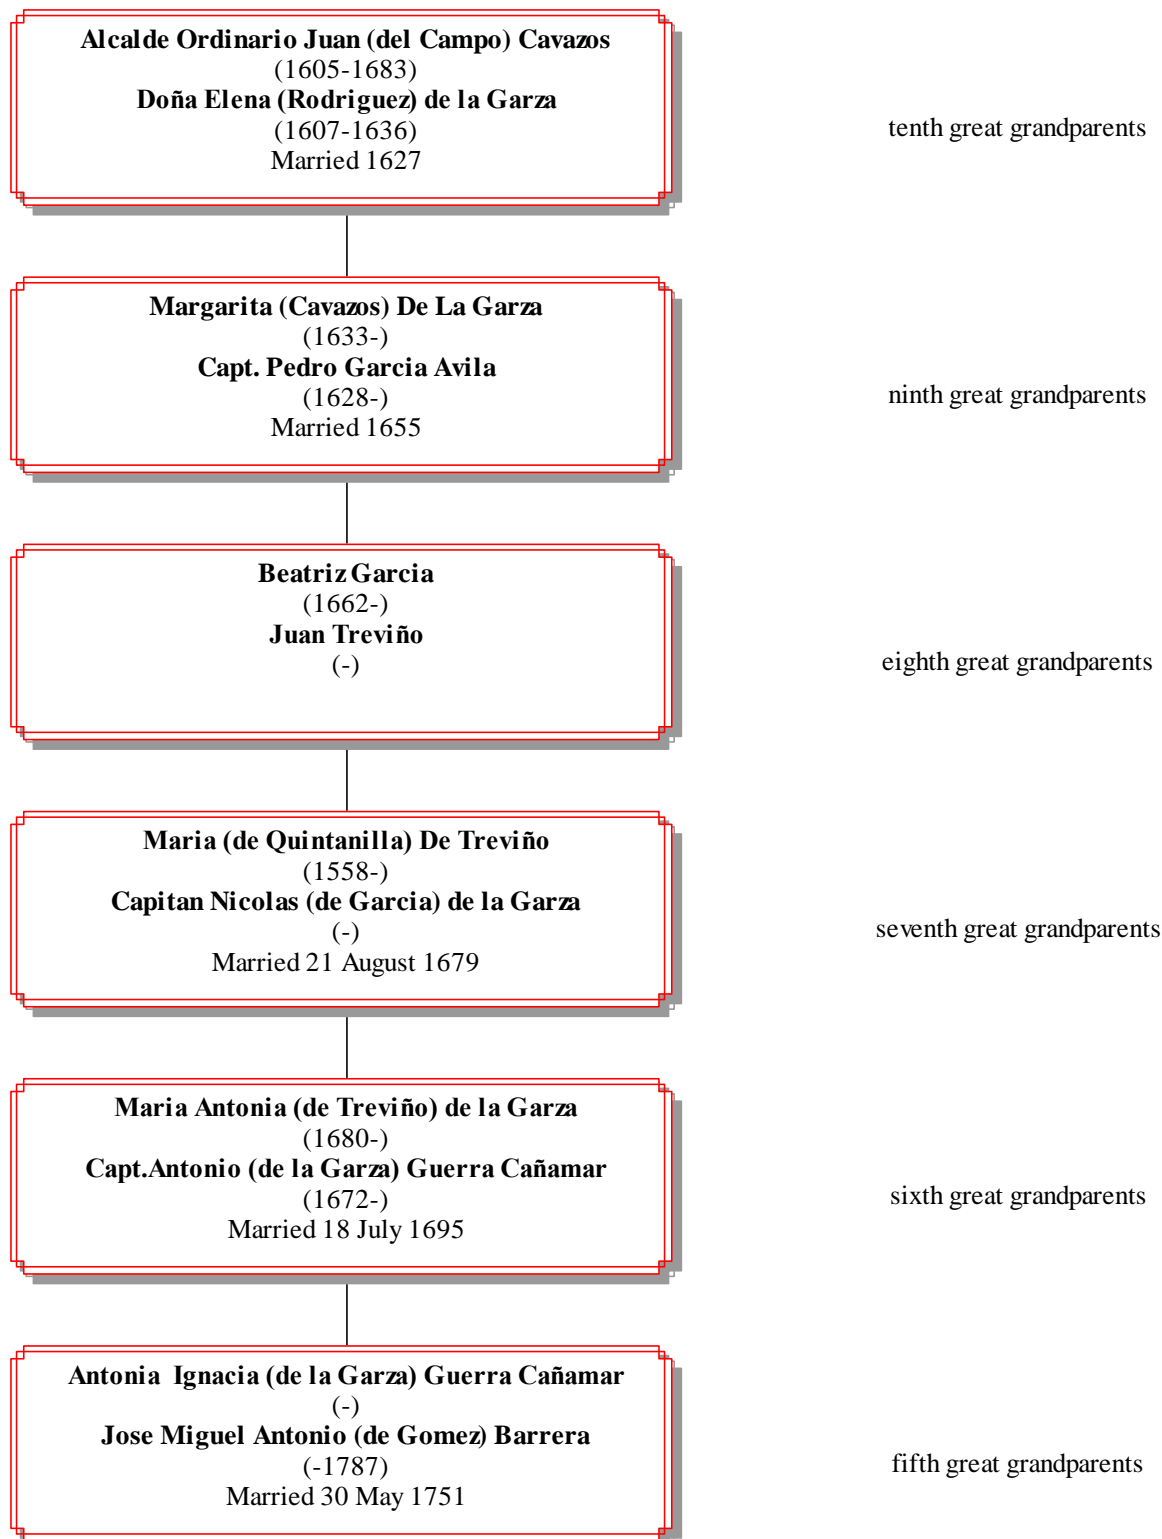 Alcalde Ordinario Juan (del Campo) Cavazos
(1605-1683)
Doña Elena (Rodriguez) de la Garza
(1607-1636)
Married 1627
tenth great grandparents
Margarita (Cavazos) De La Garza
(1633-)
Capt. Pedro Garcia Avila
(1628-)
Married 1655
ninth great grandparents
Beatriz Garcia
(1662-)
Juan Treviño
(-)
eighth great grandparents
Maria (de Quintanilla) De Treviño
(1558-)
Capitan Nicolas (de Garcia) de la Garza
(-)
Married 21 August 1679
seventh great grandparents
Maria Antonia (de Treviño) de la Garza
(1680-)
Capt.Antonio (de la Garza) Guerra Cañamar
(1672-)
Married 18 July 1695
sixth great grandparents
Antonia  Ignacia (de la Garza) Guerra Cañamar
(-)
Jose Miguel Antonio (de Gomez) Barrera
(-1787)
Married 30 May 1751
fifth great grandparents